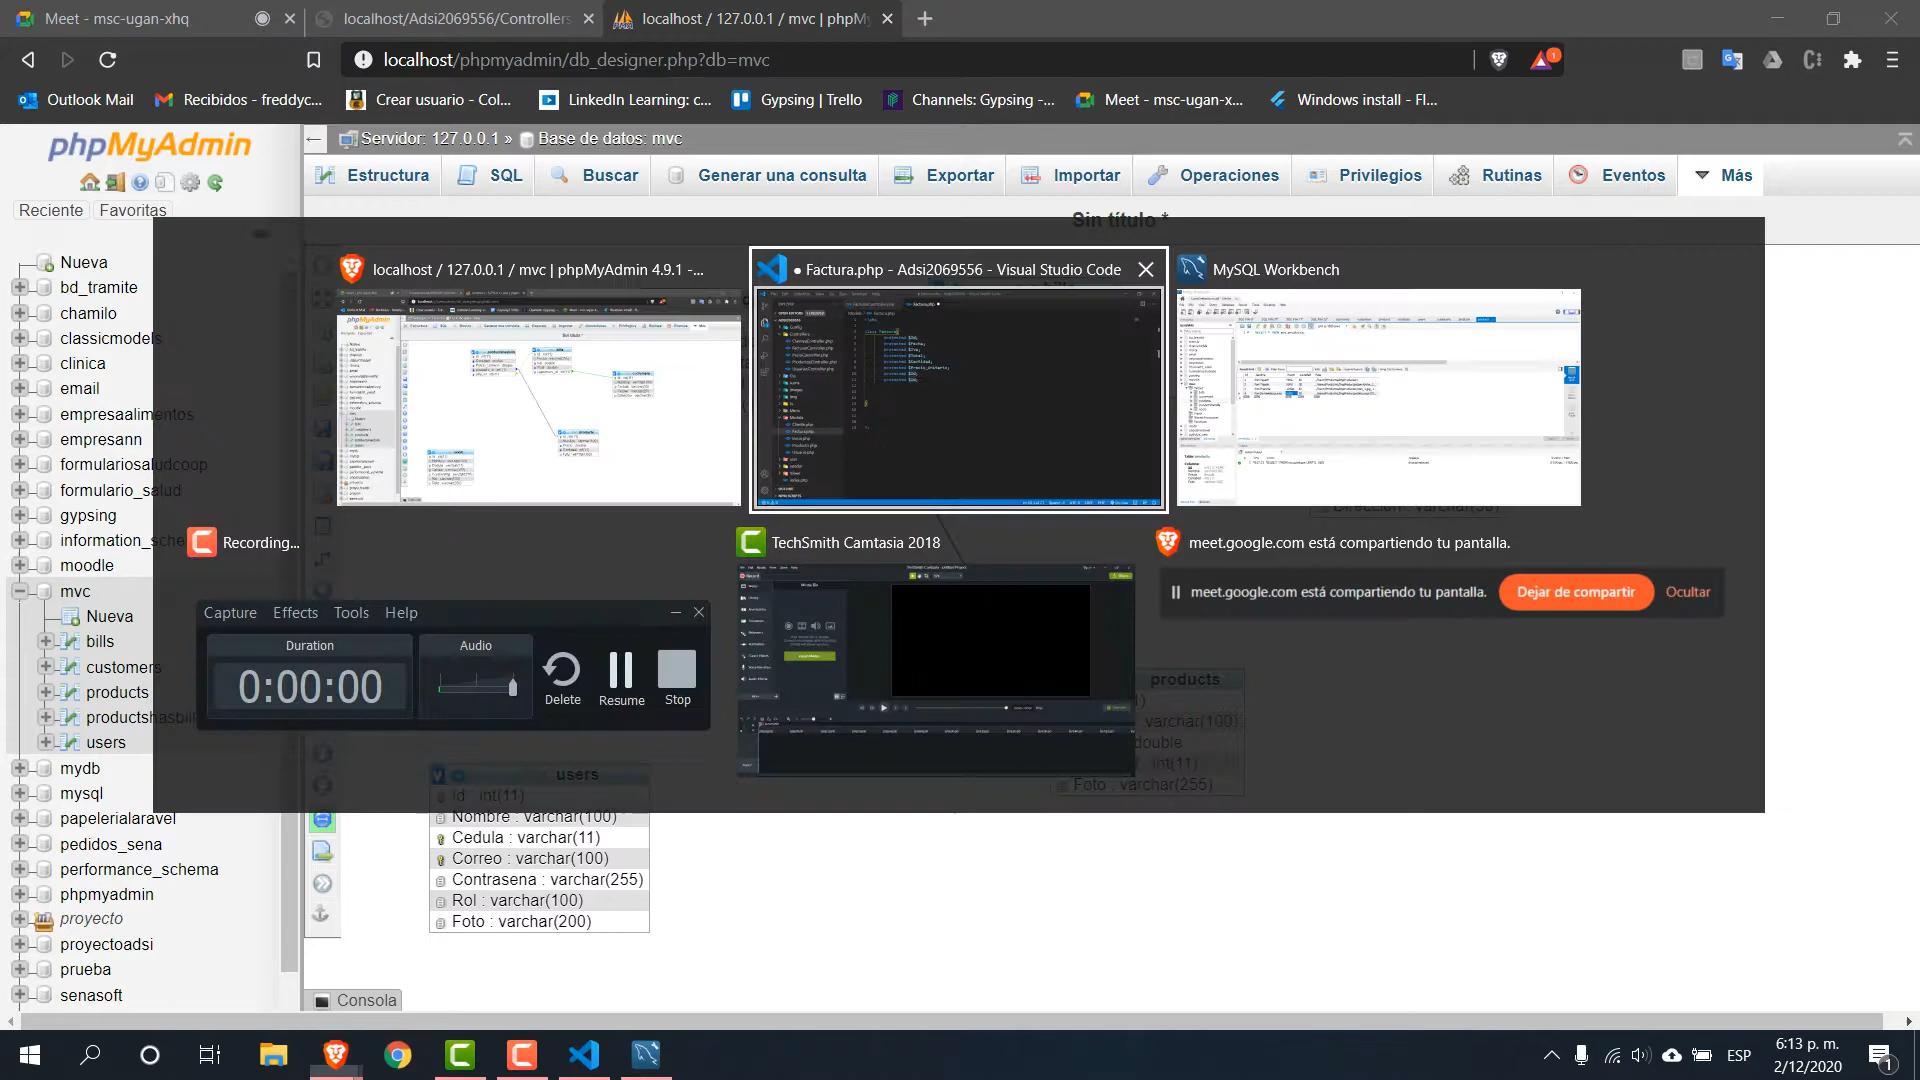 Meet - msc-ugan-xhq
localhost/Adsi2069556/Controllers
localhost / 127.0.0.1 / mvc | phpM
localhost/phpmyadmin/db_designer.php?db=mvc
1
Outlook Mail
Recibidos - freddyc...
Crear usuario - Col...
LinkedIn Learning: c...
Gypsing | Trello
Channels: Gypsing -...
Meet - msc-ugan-x...
Windows install - Fl...
phpMyAdmin
Servidor: 127.0.0.1 »
Base de datos: mvc
Estructura
SQL
Buscar
Generar una consulta
Exportar
Importar
Operaciones
Privilegios
Rutinas
Eventos
Más
Reciente
Favoritas
Sin título *
Nueva
bd_tramite
chamilo
classicmodels
clinica
email
empresaalimentos
empresann
formulariosaludcoop
formulario_salud
gypsing
information_sche
moodle
mvc
Nueva
bills
customers
products
productshasbil
users
mydb
mysql
papelerialaravel
pedidos_sena
performance_schema
phpmyadmin
proyecto
proyectoadsi
prueba
senasoft
localhost / 127.0.0.1 / mvc | phpMyAdmin 4.9.1 -...
● Factura.php - Adsi2069556 - Visual Studio Code
MySQL Workbench
Recording...
TechSmith Camtasia 2018
meet.google.com está compartiendo tu pantalla.
Capture
Effects
Tools
Help
Duration
0:00:00
Audio
Delete
Resume
Stop
meet.google.com está compartiendo tu pantalla.
Dejar de compartir
Ocultar
products
varchar(100)
double
int(11)
Foto : varchar(255)
users
Id : int(11)
Nombre : varchar(100)
Cedula : varchar(11)
Correo : varchar(100)
Contrasena : varchar(255)
Rol : varchar(100)
Foto : varchar(200)
Consola
ESP
6:13 p. m.
2/12/2020
1